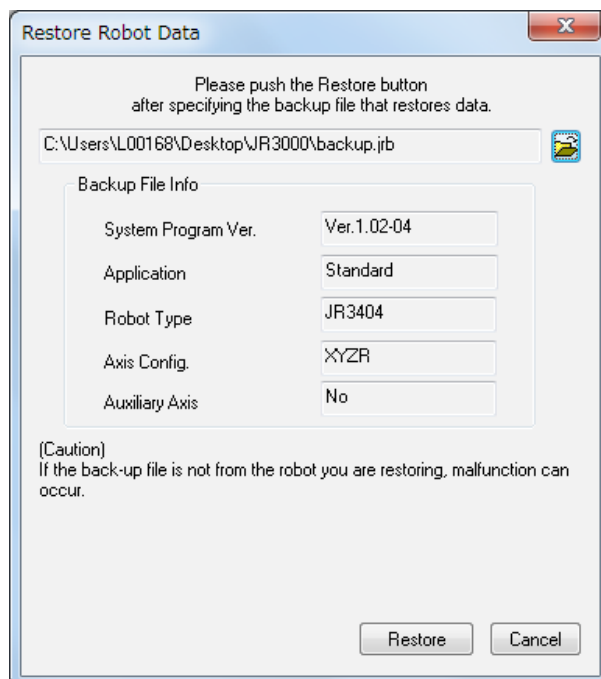 Restore Robot Data
Please push the Restore button
after specifying the backup file that restores data.
C:\Users\L00168\Desktop\JR3000\backup.jrb
Backup File Info
System Program Ver. Ver.1.02-04
Application Standard
Robot Type JR3404
Axis Config. XYZR
Auxiliary Axis No
(Caution)
If the back-up file is not from the robot you are restoring, malfunction can
occur.
Restore Cancel